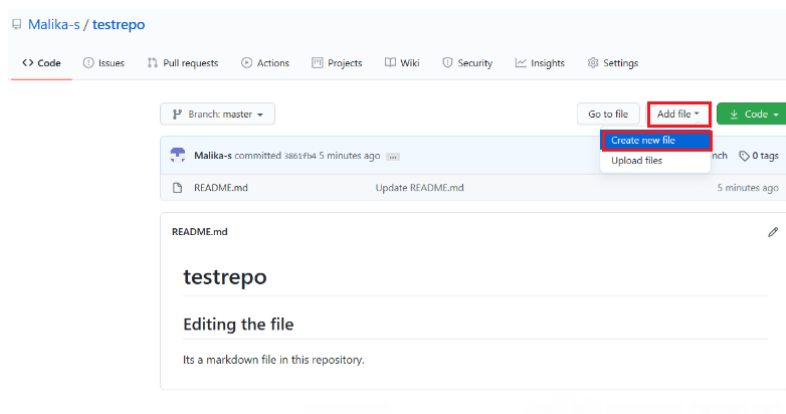 Malika-s / testrepo
Code Issues Pull requests Actions Projects Wiki Security Insights Settings
Branch: master Go to file Add file Code
Create new file
Malika-s committed 3861fb4 5 minutes ago ... nch 0 tags
Upload files
README.md Update README.md 5 minutes ago
README.md
testrepo
Editing the file
Its a markdown file in this repository.